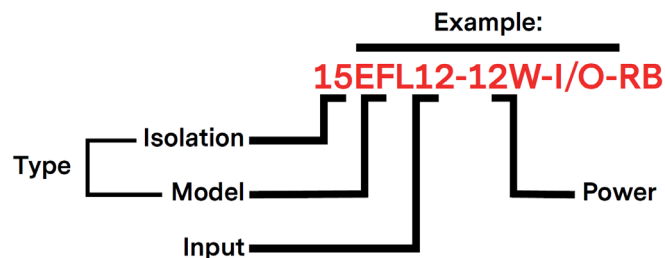 Example:
15EFL12-12W-I/O-RB
Isolation
Type
Model
Power
Input